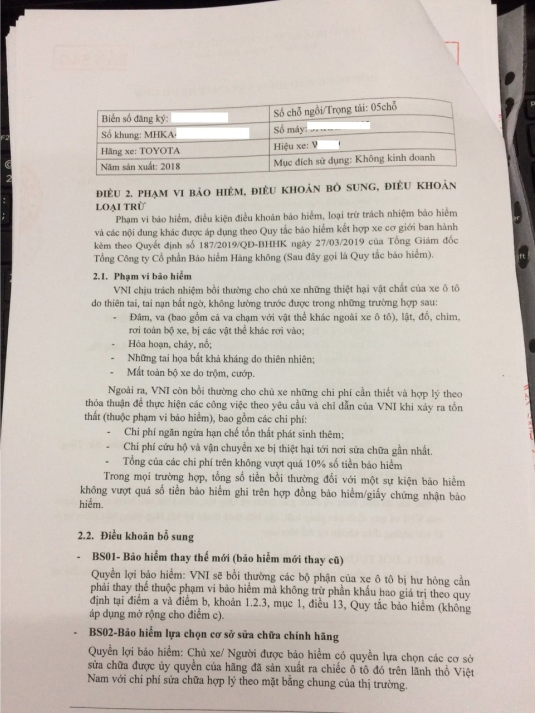 Biển số đăng ký:
Số chỗ ngồi/Trọng tải: 05chỗ
Số khung: MHKA
Số máy:
Hãng xe: TOYOTA
Hiệu xe: V
Năm sản xuất: 2018
Mục đích sử dụng: Không kinh doanh
ĐIỀU 2. PHẠM VI BẢO HIỂM, ĐIỀU KHOẢN BỔ SUNG, ĐIỀU KHOẢN
LOẠI TRỪ
Phạm vi bảo hiểm, điều kiện điều khoản bảo hiểm, loại trừ trách nhiệm bảo hiểm
và các nội dung khác được áp dụng theo Quy tắc bảo hiểm kết hợp xe cơ giới ban hành
kèm theo Quyết định số 187/2019/QD-BHHK ngày 27/03/2019 của Tổng Giám đốc
Tổng Công ty Cổ phần Bảo hiểm Hàng không (Sau đây gọi là Quy tắc bảo hiểm).
2.1. Phạm vi bảo hiểm
VNI chịu trách nhiệm bồi thường cho chủ xe những thiệt hại vật chất của xe ô tô
do thiên tai, tai nạn bất ngờ, không lường trước được trong những trường hợp sau:
- Đâm, va (bao gồm cả va chạm với vật thể khác ngoài xe ô tô), lật, đổ, chìm,
rơi toàn bộ xe, bị các vật thể khác rơi vào;
- Hỏa hoạn, cháy, nổ;
- Những tai họa bất khả kháng do thiên nhiên;
- Mất toàn bộ xe do trộm, cướp.
Ngoài ra, VNI còn bồi thường cho chủ xe những chi phí cần thiết và hợp lý theo
thỏa thuận để thực hiện các công việc theo yêu cầu và chỉ dẫn của VNI khi xảy ra tổn
thất (thuộc phạm vi bảo hiểm), bao gồm các chi phí:
- Chi phí ngăn ngừa hạn chế tổn thất phát sinh thêm;
- Chi phí cứu hộ và vận chuyển xe bị thiệt hại tới nơi sửa chữa gần nhất.
- Tổng của các chi phí trên không vượt quá 10% số tiền bảo hiểm
Trong mọi trường hợp, tổng số tiền bồi thường đối với một sự kiện bảo hiểm
không vượt quá số tiền bảo hiểm ghi trên hợp đồng bảo hiểm/giấy chứng nhận bảo
hiểm.
2.2. Điều khoản bổ sung
- BS01- Bảo hiểm thay thế mới (bảo hiểm mới thay cũ)
Quyền lợi bảo hiểm: VNI sẽ bồi thường các bộ phận của xe ô tô bị hư hỏng cần
phải thay thế thuộc phạm vi bảo hiểm mà không trừ phần khấu hao giá trị theo quy
định tại điểm a và điểm b, khoản 1.2.3, mục 1, điều 13, Quy tắc bảo hiểm (không
áp dụng mở rộng cho điểm c).
- BS02-Bảo hiểm lựa chọn cơ sở sửa chữa chính hãng
Quyền lợi bảo hiểm: Chủ xe/ Người được bảo hiểm có quyền lựa chọn các cơ sở
sửa chữa được ủy quyền của hãng đã sản xuất ra chiếc ô tô đó trên lãnh thổ Việt
Nam với chi phí sửa chữa hợp lý theo mặt bằng chung của thị trường.